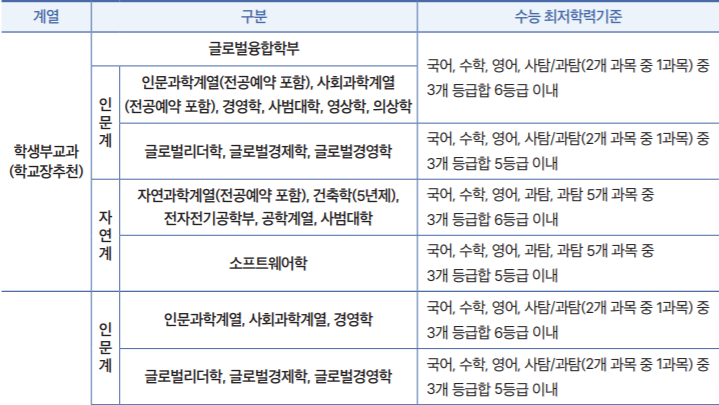 계열 구분 수능 최저학력기준
학생부교과
(학교장추천)
글로벌융합학부
국어, 수학, 영어, 사탐/과탐(2개 과목 중 1과목) 중
3개 등급합 6등급 이내
인문계
인문과학계열(전공예약 포함), 사회과학계열
(전공예약 포함), 경영학, 사범대학, 영상학, 의상학
글로벌리더학, 글로벌경제학, 글로벌경영학
국어, 수학, 영어, 사탐/과탐(2개 과목 중 1과목) 중
3개 등급합 5등급 이내
자연계
자연과학계열(전공예약 포함), 건축학(5년제),
전자전기공학부, 공학계열, 사범대학
국어, 수학, 영어, 과탐, 과탐 5개 과목 중
3개 등급합 6등급 이내
소프트웨어학
국어, 수학, 영어, 과탐, 과탐 5개 과목 중
3개 등급합 5등급 이내
인문계
인문과학계열, 사회과학계열, 경영학
국어, 수학, 영어, 사탐/과탐(2개 과목 중 1과목) 중
3개 등급합 6등급 이내
글로벌리더학, 글로벌경제학, 글로벌경영학
국어, 수학, 영어, 사탐/과탐(2개 과목 중 1과목) 중
3개 등급합 5등급 이내